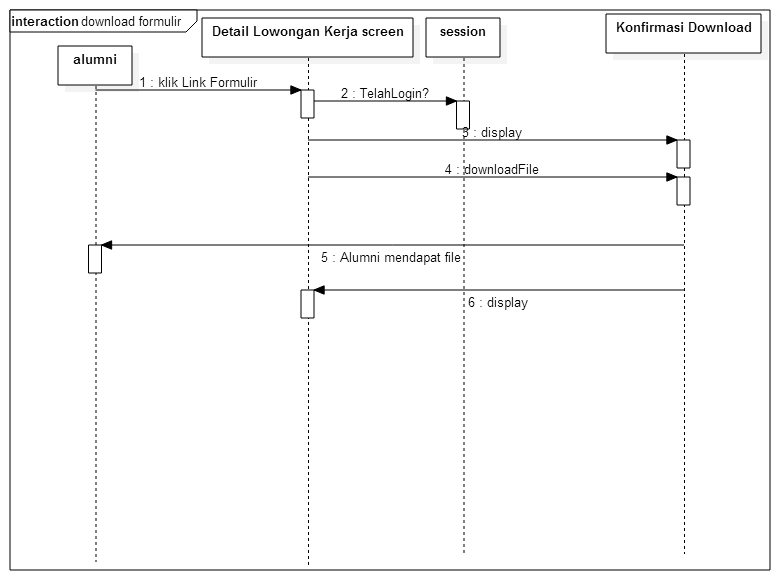 interaction download formulir
Detail Lowongan Kerja screen
session
Konfirmasi Download
alumni
1 : klik Link Formulir
2 : TelahLogin?
3 : display
4 : downloadFile
5 : Alumni mendapat file
6 : display